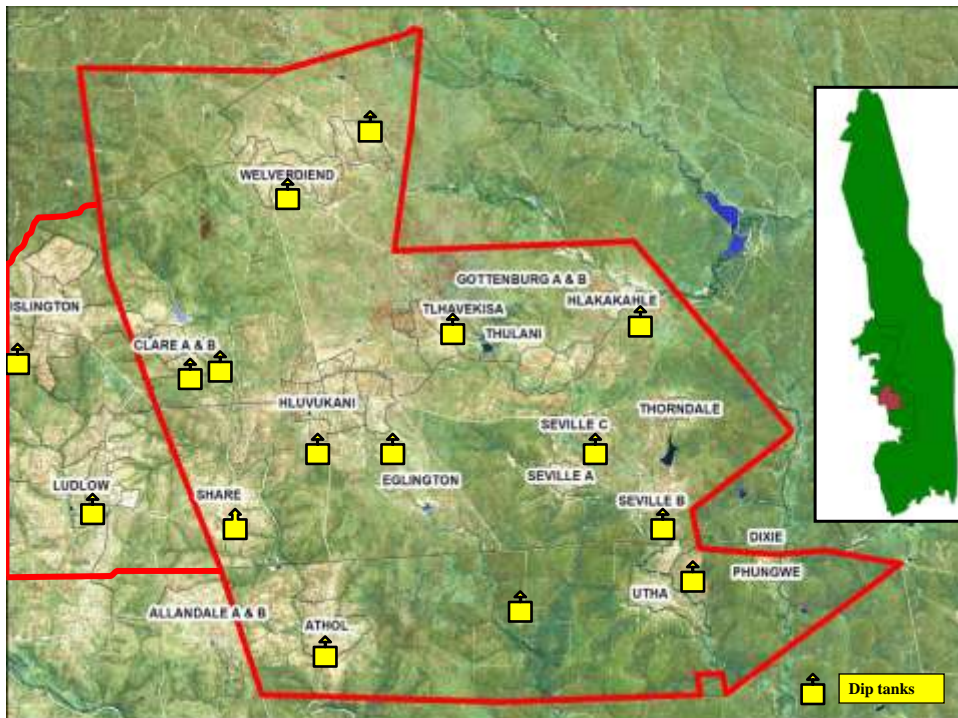 WELVERDIEND
GOTTENBURG A & B
HLAKAKAHLE
ISLINGTON
TLHAVEKISA
THULANI
CLARE A & B
HLUVUKANI
THORNDALE
SEVILLE C
SEVILLE A
EGLINGTON
LUDLOW
SHARE
SEVILLE B
DIXIE
PHUNGWE
UTHA
ALLANDALE A & B
ATHOL
Dip tanks